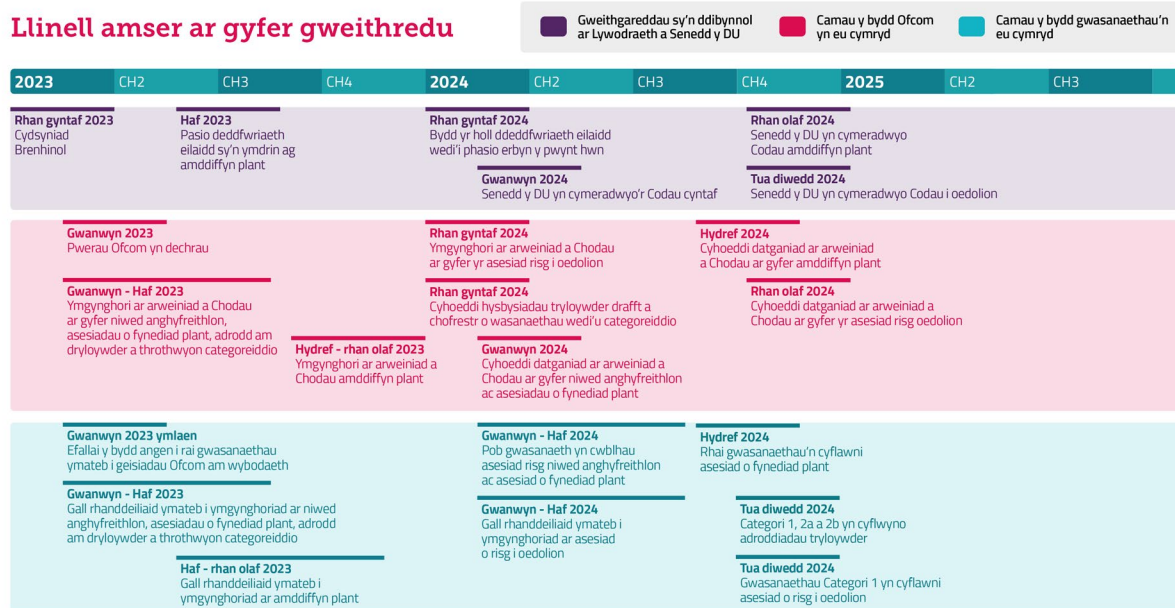 Llinell amser ar gyfer gweithredu
Gweithgareddau sy'n ddibynnol
ar Lywodraeth a Senedd y DU
Camau y bydd Ofcom
yn eu cymryd
Camau y bydd gwasanaethau'n
eu cymryd
2023 CH2 CH3 CH4 2024 CH2 CH3 CH4 2025 CH2 CH3
Rhan gyntaf 2023
Cydsyniad
Brenhinol
Haf 2023
Pasio deddfwriaeth
eilaidd sy'n ymdrin ag
amddiffyn plant
Rhan gyntaf 2024
Bydd yr holl ddeddfwriaeth eilaidd
wedi'i phasio erbyn y pwynt hwn
Gwanwyn 2024
Senedd y DU yn cymeradwyo'r Codau cyntaf
Rhan olaf 2024
Senedd y DU yn cymeradwyo
Codau amddiffyn plant
Tua diwedd 2024
Senedd y DU yn cymeradwyo Codau i oedolion
Gwanwyn 2023
Pwerau Ofcom yn dechrau
Gwanwyn - Haf 2023
Ymgynghori ar arweiniad a Chodau
ar gyfer niwed anghyfreithlon,
asesiadau o fynediad plant, adrodd am
dryloywder a throthwyon categoreiddio
Hydref - rhan olaf 2023
Ymgynghori ar arweiniad a
Chodau amddiffyn plant
Rhan gyntaf 2024
Ymgynghori ar arweiniad a Chodau
ar gyfer yr asesiad risg i oedolion
Rhan gyntaf 2024
Cyhoeddi hysbysiadau tryloywder drafft a
chofrestr o wasanaethau wedi'u categoreiddio
Gwanwyn 2024
Cyhoeddi datganiad ar arweiniad a
Chodau ar gyfer niwed anghyfreithlon
ac asesiadau o fynediad plant
Hydref 2024
Cyhoeddi datganiad ar arweiniad
a Chodau ar gyfer amddiffyn plant
Rhan olaf 2024
Cyhoeddi datganiad ar arweiniad a
Chodau ar gyfer yr asesiad risg oedolion
Gwanwyn 2023 ymlaen
Efallai y bydd angen i rai gwasanaethau
ymateb i geisiadau Ofcom am wybodaeth
Gwanwyn - Haf 2023
Gall rhanddeiliaid ymateb i ymgynghoriad ar niwed
anghyfreithlon, asesiadau o fynediad plant, adrodd
am dryloywder a throthwyon categoreiddio
Haf - rhan olaf 2023
Gall rhanddeiliaid ymateb i
ymgynghoriad ar amddiffyn plant
Gwanwyn - Haf 2024
Pob gwasanaeth yn cwblhau
asesiad risg niwed anghyfreithlon
ac asesiad o fynediad plant
Gwanwyn - Haf 2024
Gall rhanddeiliaid ymateb i
ymgynghoriad ar asesiad
o risg i oedolion
Hydref 2024
Rhai gwasanaethau'n cyflawni
asesiad o fynediad plant
Tua diwedd 2024
Categori 1, 2a a 2b yn cyflwyno
adroddiadau tryloywder
Tua diwedd 2024
Gwasanaethau Categori 1 yn cyflawni
asesiad o risg i oedolion